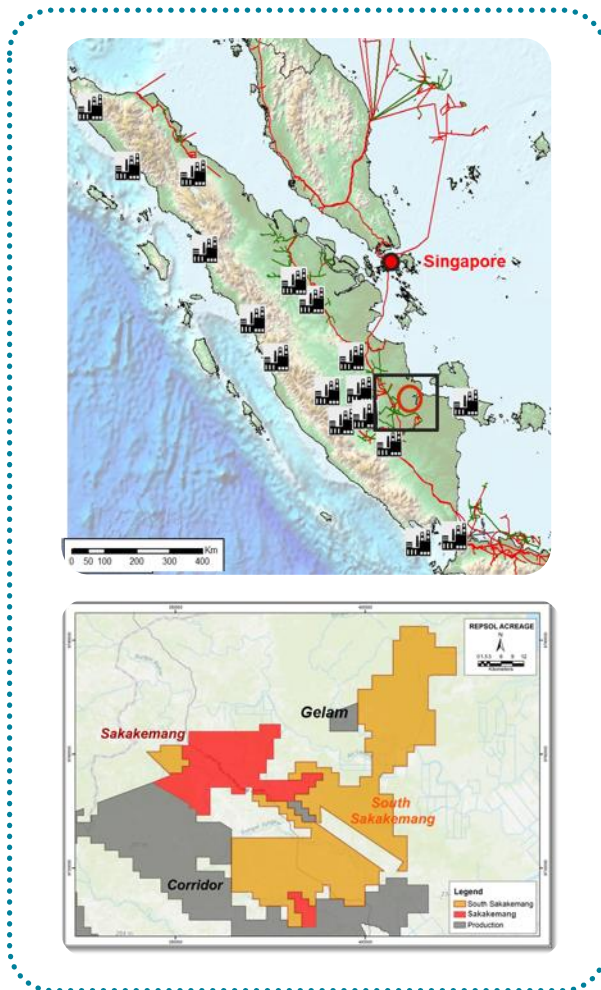 Singapore
0 50 100 200 300 400 Km
REPSOL ACREAGE
N
Kilometers
Gelam
Sakakemang
South
Sakakemang
Corridor
Legend
South Sakakemang
Sakakemang
Production